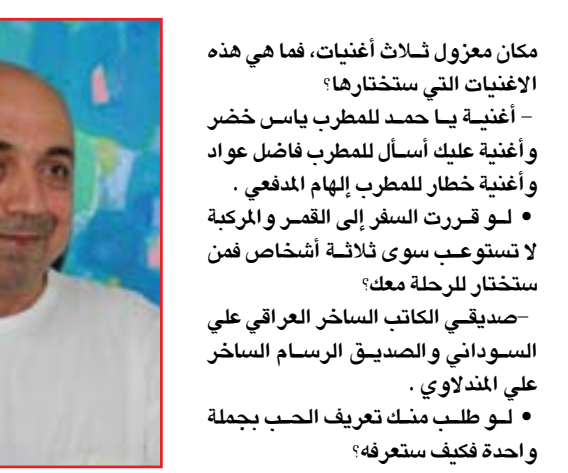 مكان معزول ثلاث أغنيات، فما هي هذه
الاغنيات التي ستختارها؟
– أغنية يا حمد للمطرب ياس خضر
وأغنية عليك أسأل للمطرب فاضل عواد
وأغنية خطار للمطرب إلهام المدفعي .
• لو قررت السفر إلى القمر والمركبة
لا تستوعب سوى ثلاثة أشخاص فمن
ستختار للرحلة معك؟
–صديقي الكاتب الساخر العراقي علي
السوداني والصديق الرسام الساخر
علي المندلاوي .
• لو طلب منك تعريف الحب بجملة
واحدة فكيف ستعرفه؟